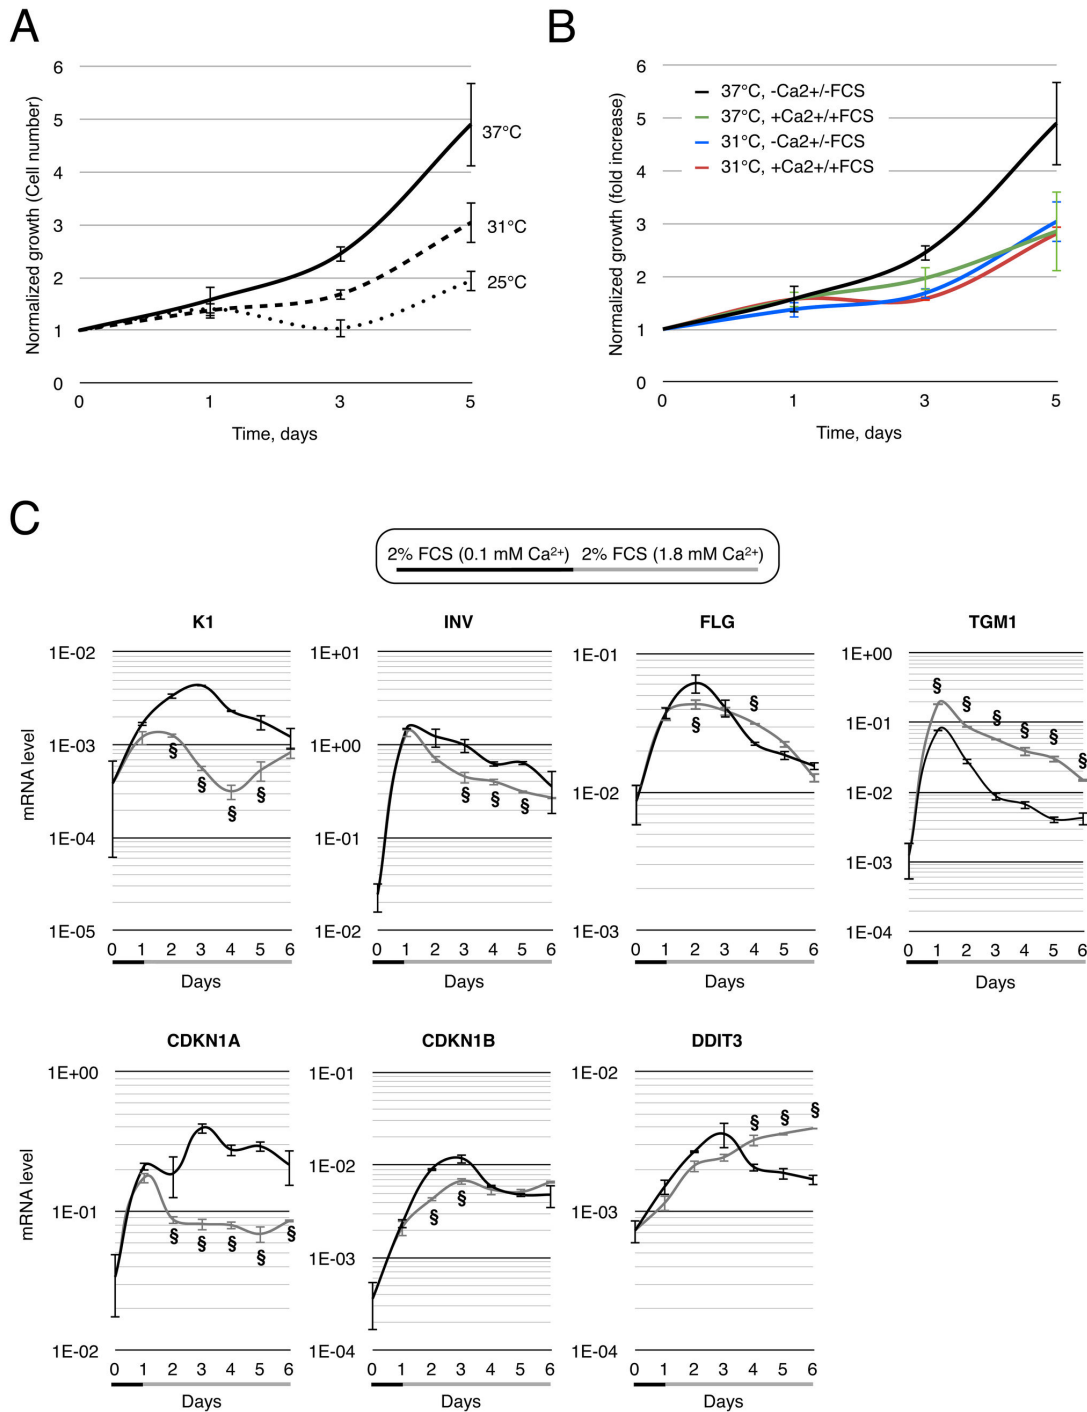 A
B
6
5
4
3
2
1
0
0 1 3 5
Normalized growth (Cell number)
Time, days
37°C
31°C
25°C
6
5
4
3
2
1
0
0 1 3 5
Normalized growth (fold increase)
Time, days
37°C, -Ca2+/-FCS
37°C, +Ca2+/+FCS
31°C, -Ca2+/-FCS
31°C, +Ca2+/+FCS
C
2% FCS (0.1 mM Ca²⁺) 2% FCS (1.8 mM Ca²⁺)
K1
1E-02
1E-03
1E-04
1E-05
mRNA level
§
§
§
§
0 1 2 3 4 5 6
Days
INV
1E+01
1E+00
1E-01
1E-02
§
§
§
0 1 2 3 4 5 6
Days
FLG
1E-01
1E-02
1E-03
§
§
0 1 2 3 4 5 6
Days
TGM1
1E+00
1E-01
1E-02
1E-03
1E-04
§
§
§
§
§
§
0 1 2 3 4 5 6
Days
CDKN1A
1E+00
1E-01
1E-02
mRNA level
§
§
§
§
§
0 1 2 3 4 5 6
Days
CDKN1B
1E-01
1E-02
1E-03
1E-04
§
§
0 1 2 3 4 5 6
Days
DDIT3
1E-02
1E-03
1E-04
§
§
§
0 1 2 3 4 5 6
Days